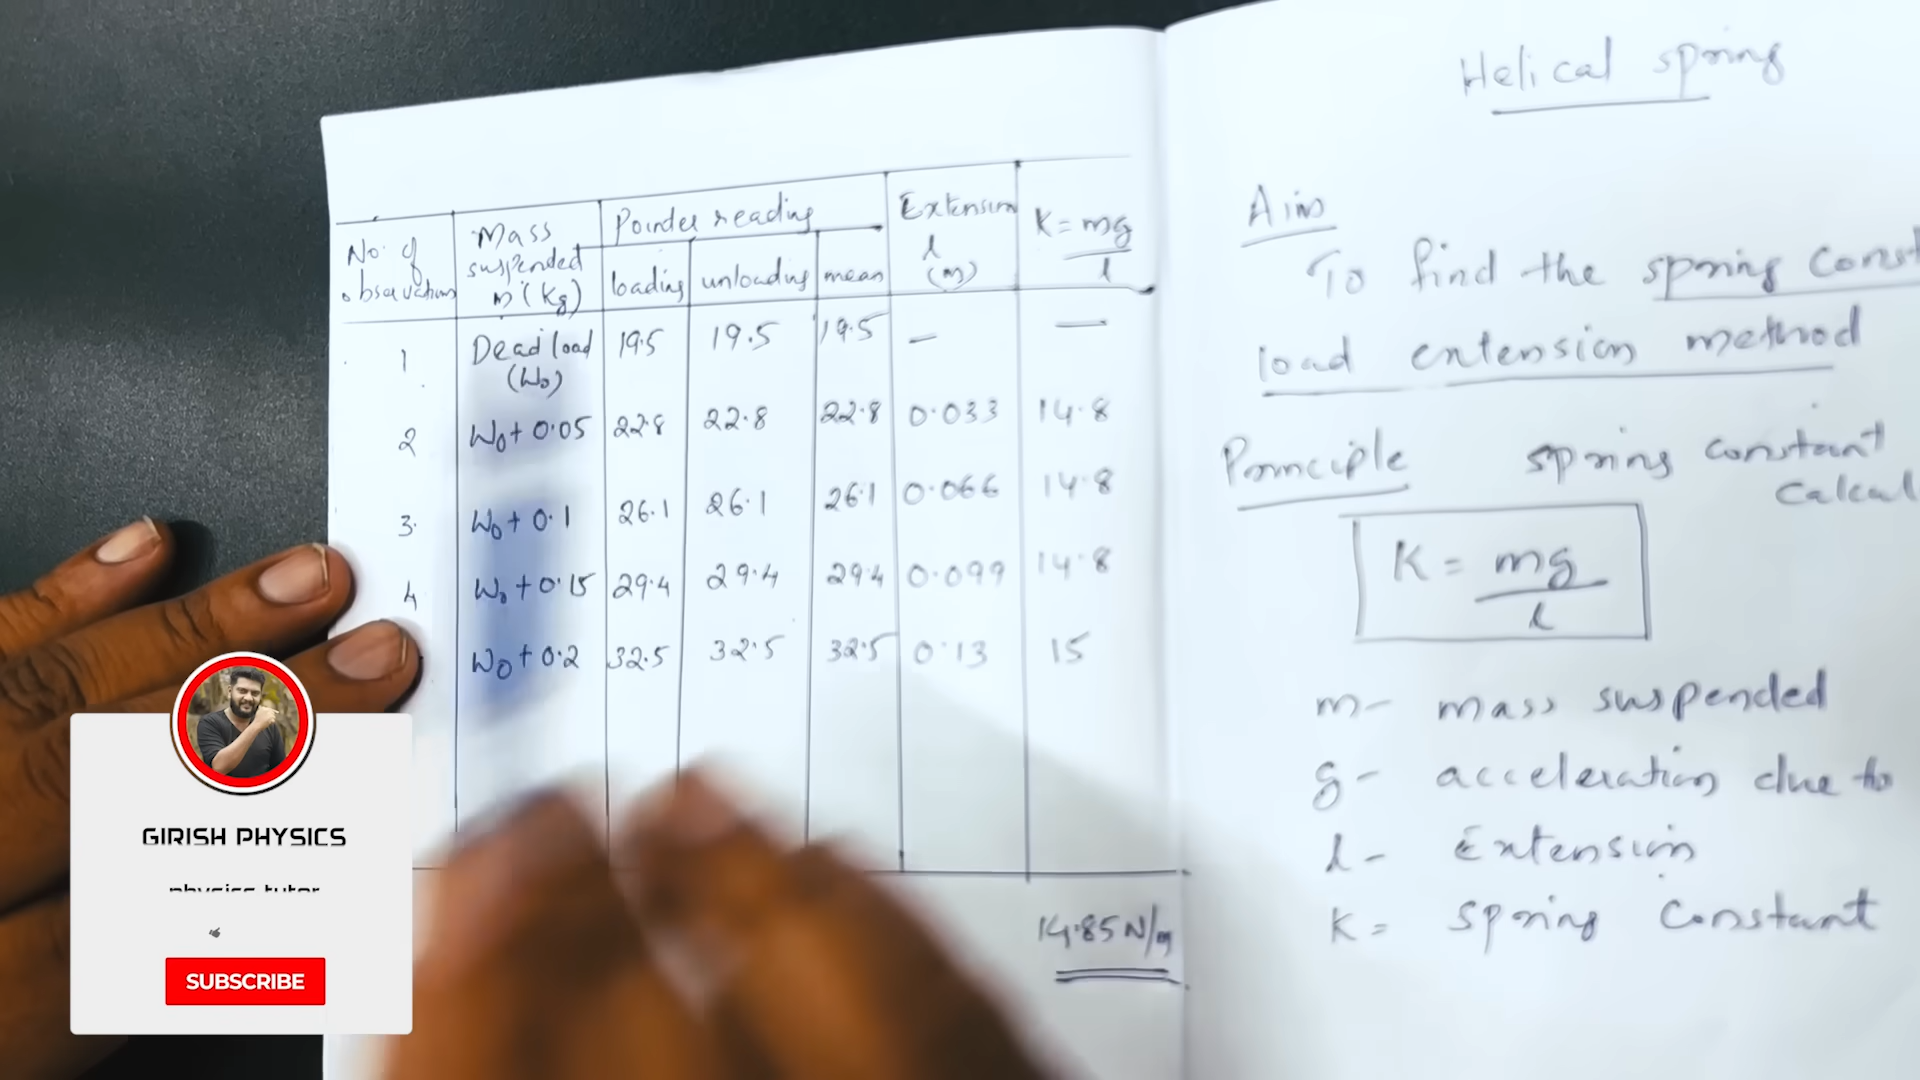 No. of observations | Mass suspended m (Kg) | Pointer reading | Extension l (m) | K = mg/l
loading | unloading | mean
1 | Dead load (W0) | 19.5 | 19.5 | 19.5 | — | —
2 | W0 + 0.05 | 22.8 | 22.8 | 22.8 | 0.033 | 14.8
3. | W0 + 0.1 | 26.1 | 26.1 | 26.1 | 0.066 | 14.8
4 | W0 + 0.15 | 29.4 | 29.4 | 29.4 | 0.099 | 14.8
W0 + 0.2 | 32.5 | 32.5 | 32.5 | 0.13 | 15
14.85 N/m
Helical spring
Aim
To find the spring const
load extension method
Principle spring constant
calcul
K = mg/l
m - mass suspended
g - acceleration due to
l - Extension
K = spring constant
GIRISH PHYSICS
physics tutor
SUBSCRIBE